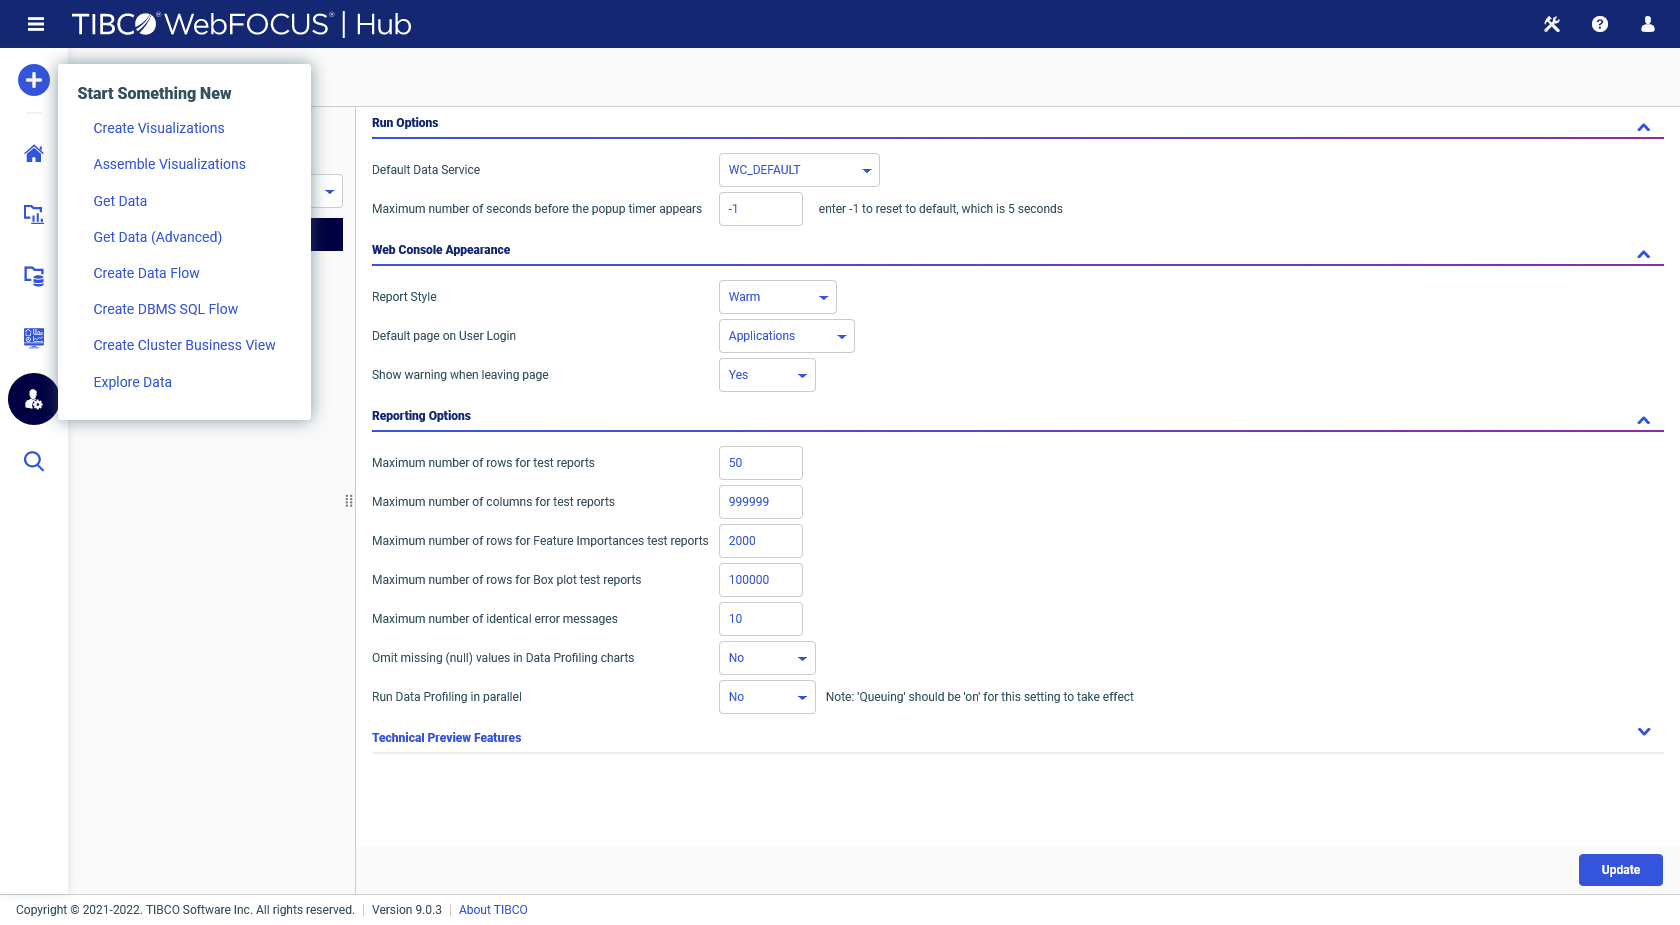 TIBCO® WebFOCUS® | Hub
Start Something New
Create Visualizations
Assemble Visualizations
Get Data
Get Data (Advanced)
Create Data Flow
Create DBMS SQL Flow
Create Cluster Business View
Explore Data
Run Options
Default Data Service WC_DEFAULT
Maximum number of seconds before the popup timer appears -1 enter -1 to reset to default, which is 5 seconds
Web Console Appearance
Report Style Warm
Default page on User Login Applications
Show warning when leaving page Yes
Reporting Options
Maximum number of rows for test reports 50
Maximum number of columns for test reports 999999
Maximum number of rows for Feature Importances test reports 2000
Maximum number of rows for Box plot test reports 100000
Maximum number of identical error messages 10
Omit missing (null) values in Data Profiling charts No
Run Data Profiling in parallel No Note: 'Queuing' should be 'on' for this setting to take effect
Technical Preview Features
Update
Copyright © 2021-2022. TIBCO Software Inc. All rights reserved. | Version 9.0.3 | About TIBCO